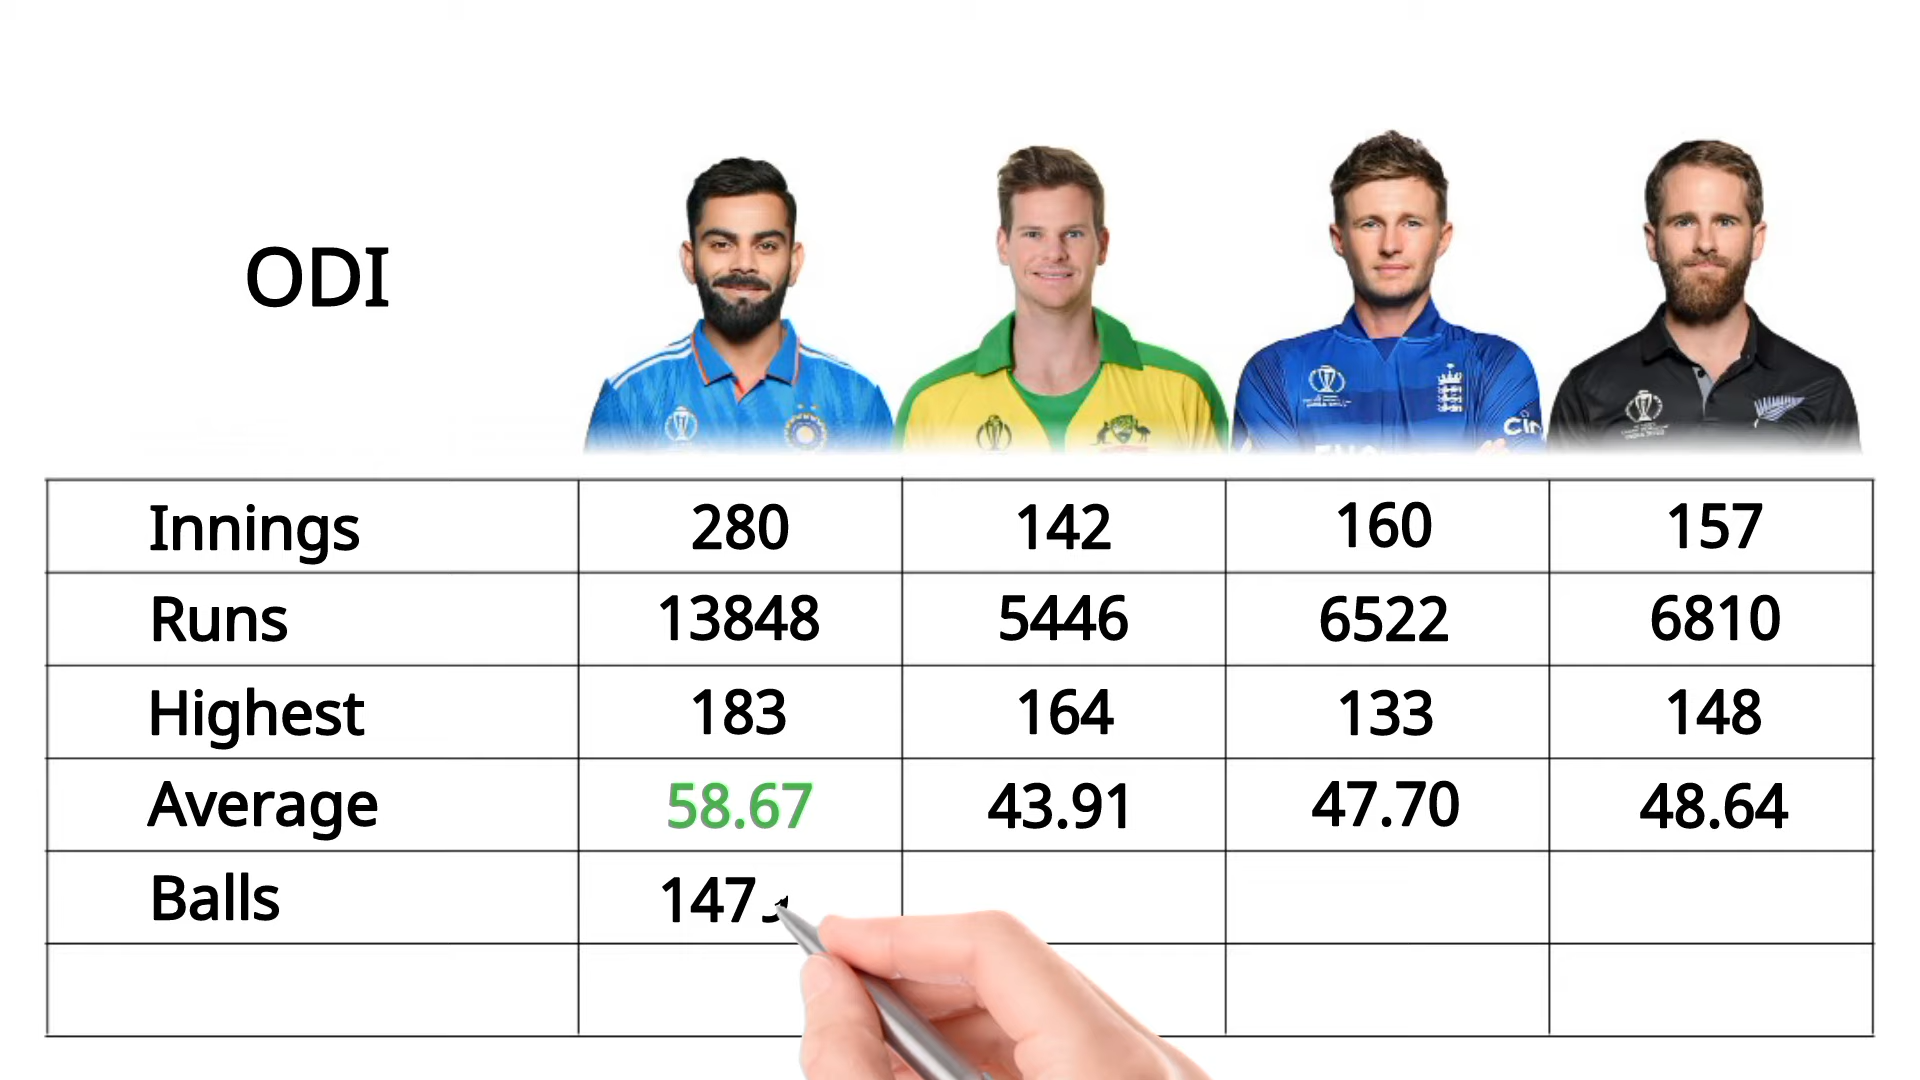 ODI
Innings 280 142 160 157
Runs 13848 5446 6522 6810
Highest 183 164 133 148
Average 58.67 43.91 47.70 48.64
Balls